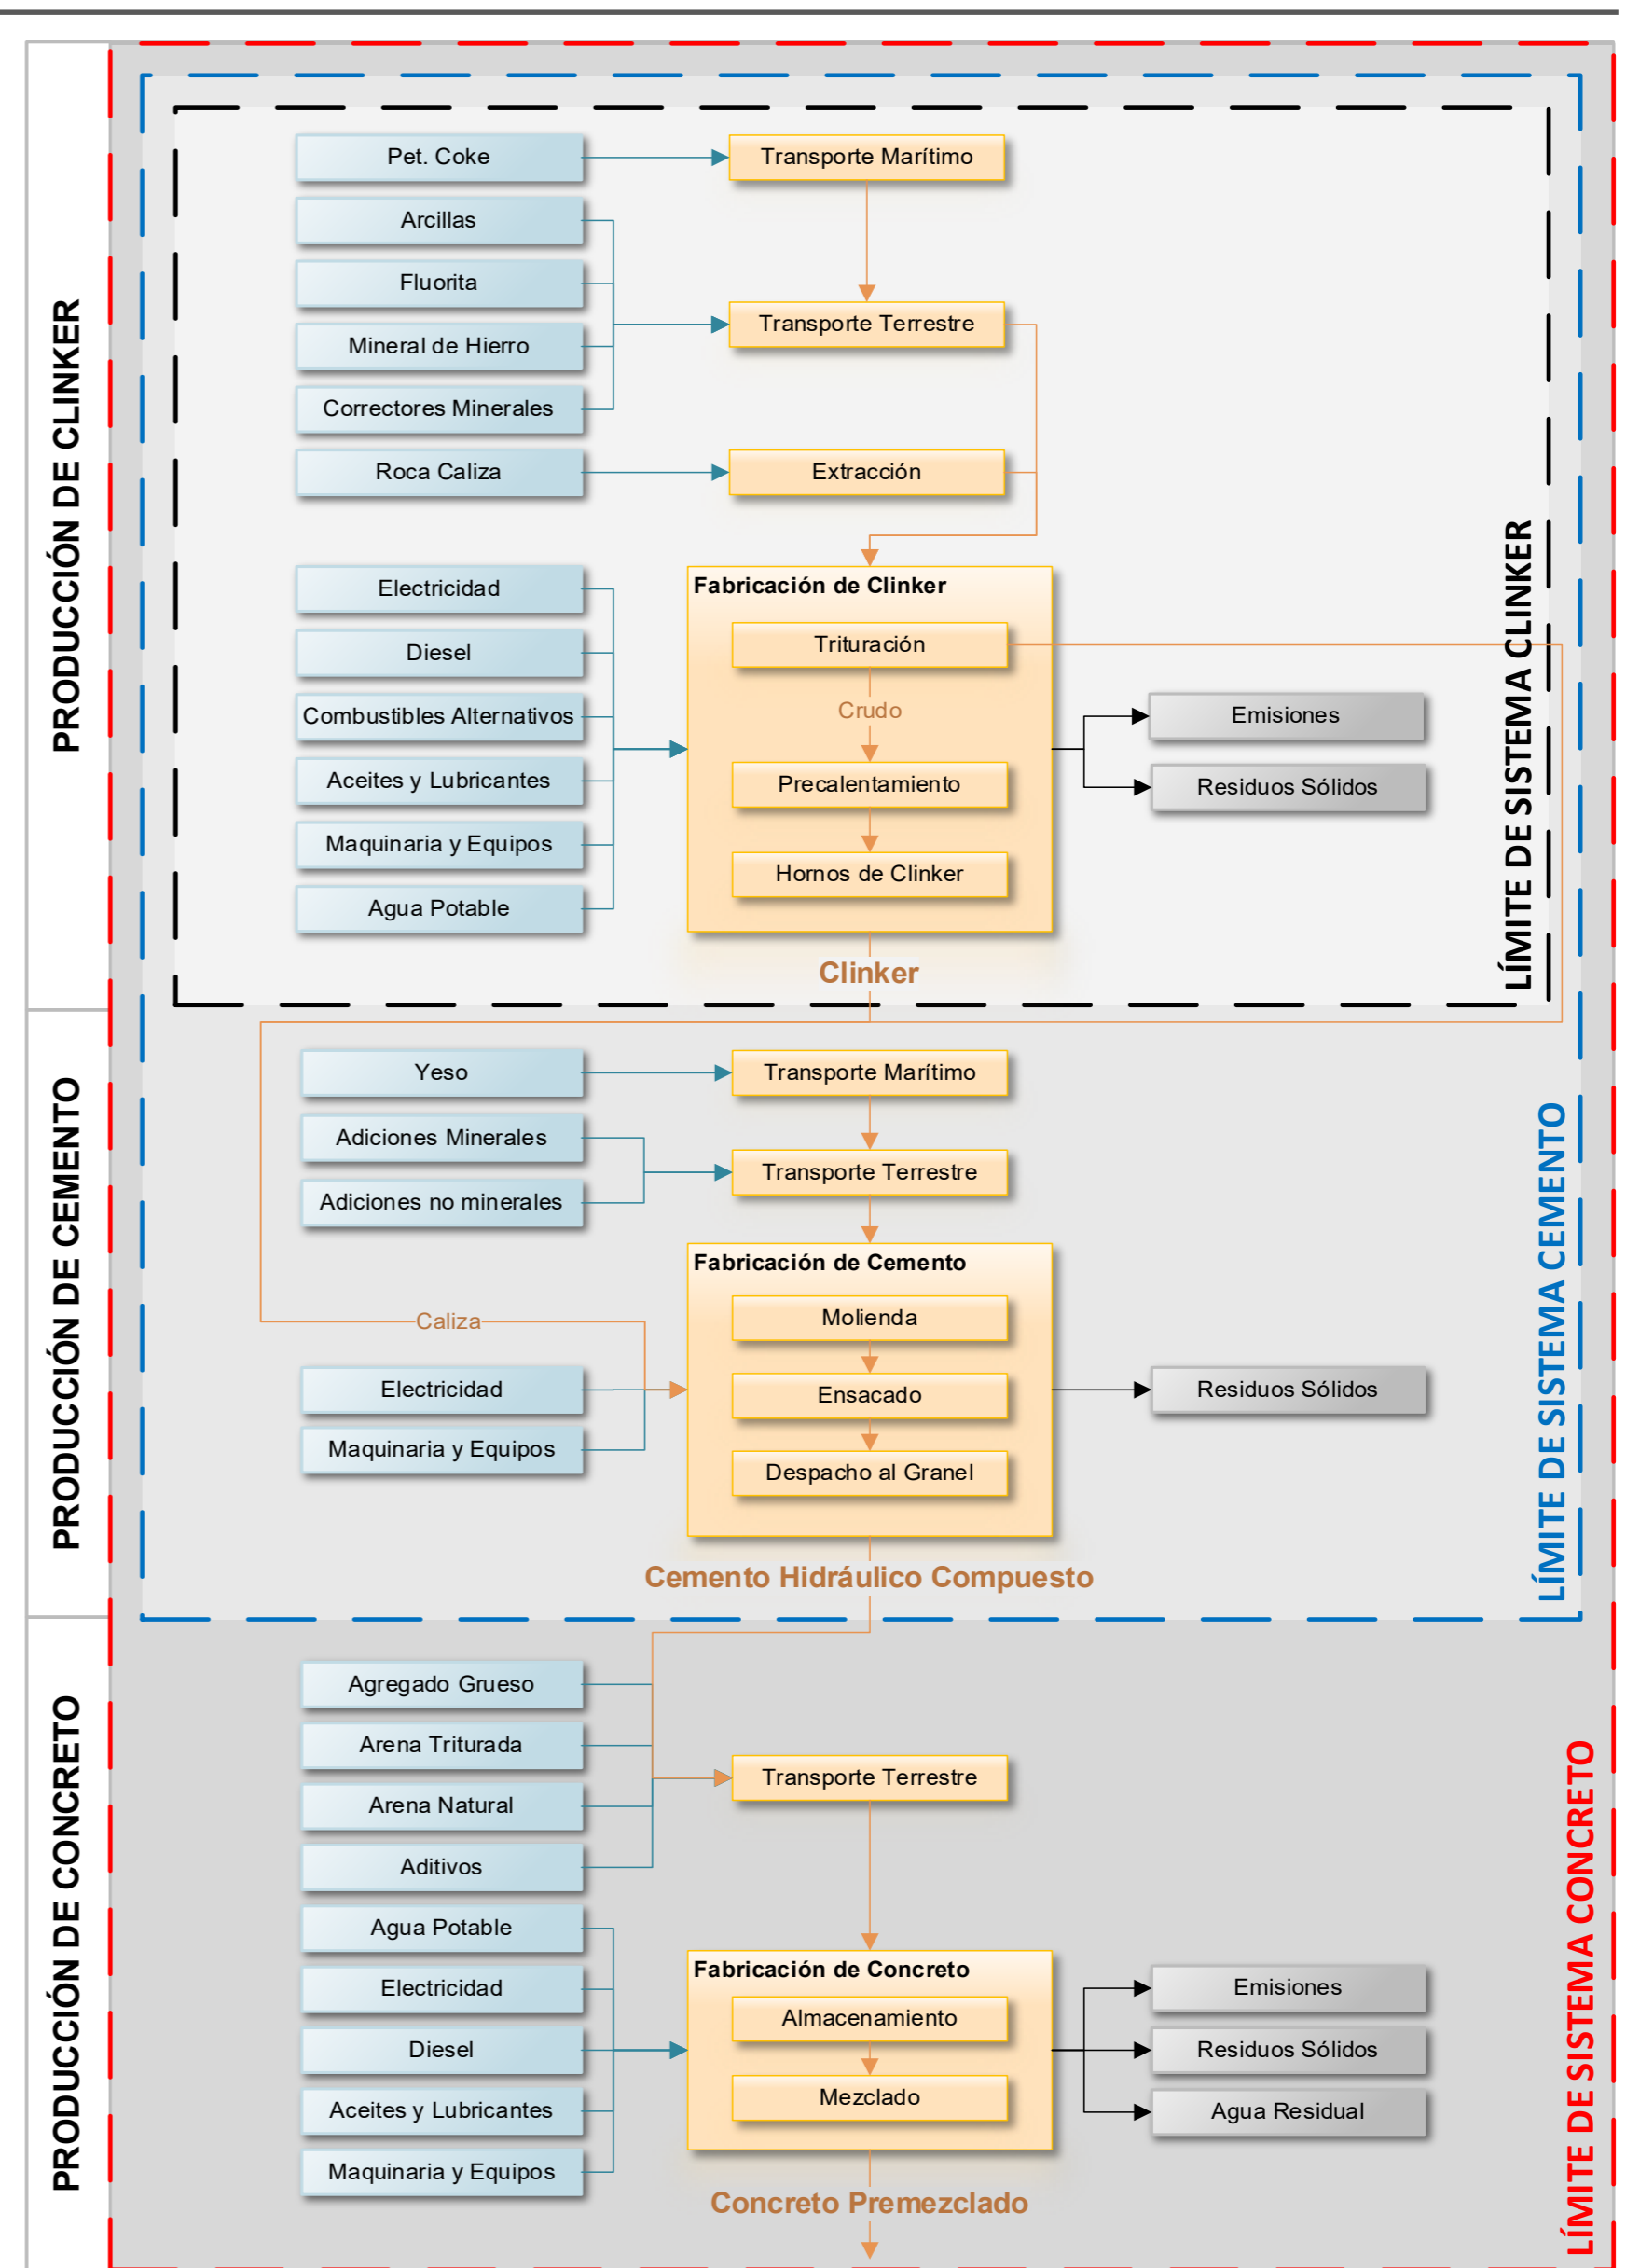 PRODUCCIÓN DE CLINKER
Pet. Coke
Transporte Marítimo
Arcillas
Fluorita
Transporte Terrestre
Mineral de Hierro
Correctores Minerales
Roca Caliza
Extracción
Electricidad
Diesel
Combustibles Alternativos
Aceites y Lubricantes
Maquinaria y Equipos
Agua Potable
Fabricación de Clinker
Trituración
Crudo
Precalentamiento
Hornos de Clinker
Emisiones
Residuos Sólidos
Clinker
LÍMITE DE SISTEMA CLINKER
PRODUCCIÓN DE CEMENTO
Yeso
Transporte Marítimo
Adiciones Minerales
Transporte Terrestre
Adiciones no minerales
Caliza
Electricidad
Maquinaria y Equipos
Fabricación de Cemento
Molienda
Ensacado
Despacho al Granel
Residuos Sólidos
Cemento Hidráulico Compuesto
LÍMITE DE SISTEMA CEMENTO
PRODUCCIÓN DE CONCRETO
Agregado Grueso
Arena Triturada
Transporte Terrestre
Arena Natural
Aditivos
Agua Potable
Electricidad
Diesel
Aceites y Lubricantes
Maquinaria y Equipos
Fabricación de Concreto
Almacenamiento
Mezclado
Emisiones
Residuos Sólidos
Agua Residual
Concreto Premezclado
LÍMITE DE SISTEMA CONCRETO